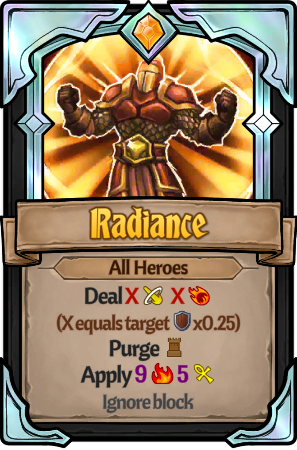 Radiance
All Heroes
Deal X X
(X equals target x0.25)
Purge
Apply 9 5
Ignore block